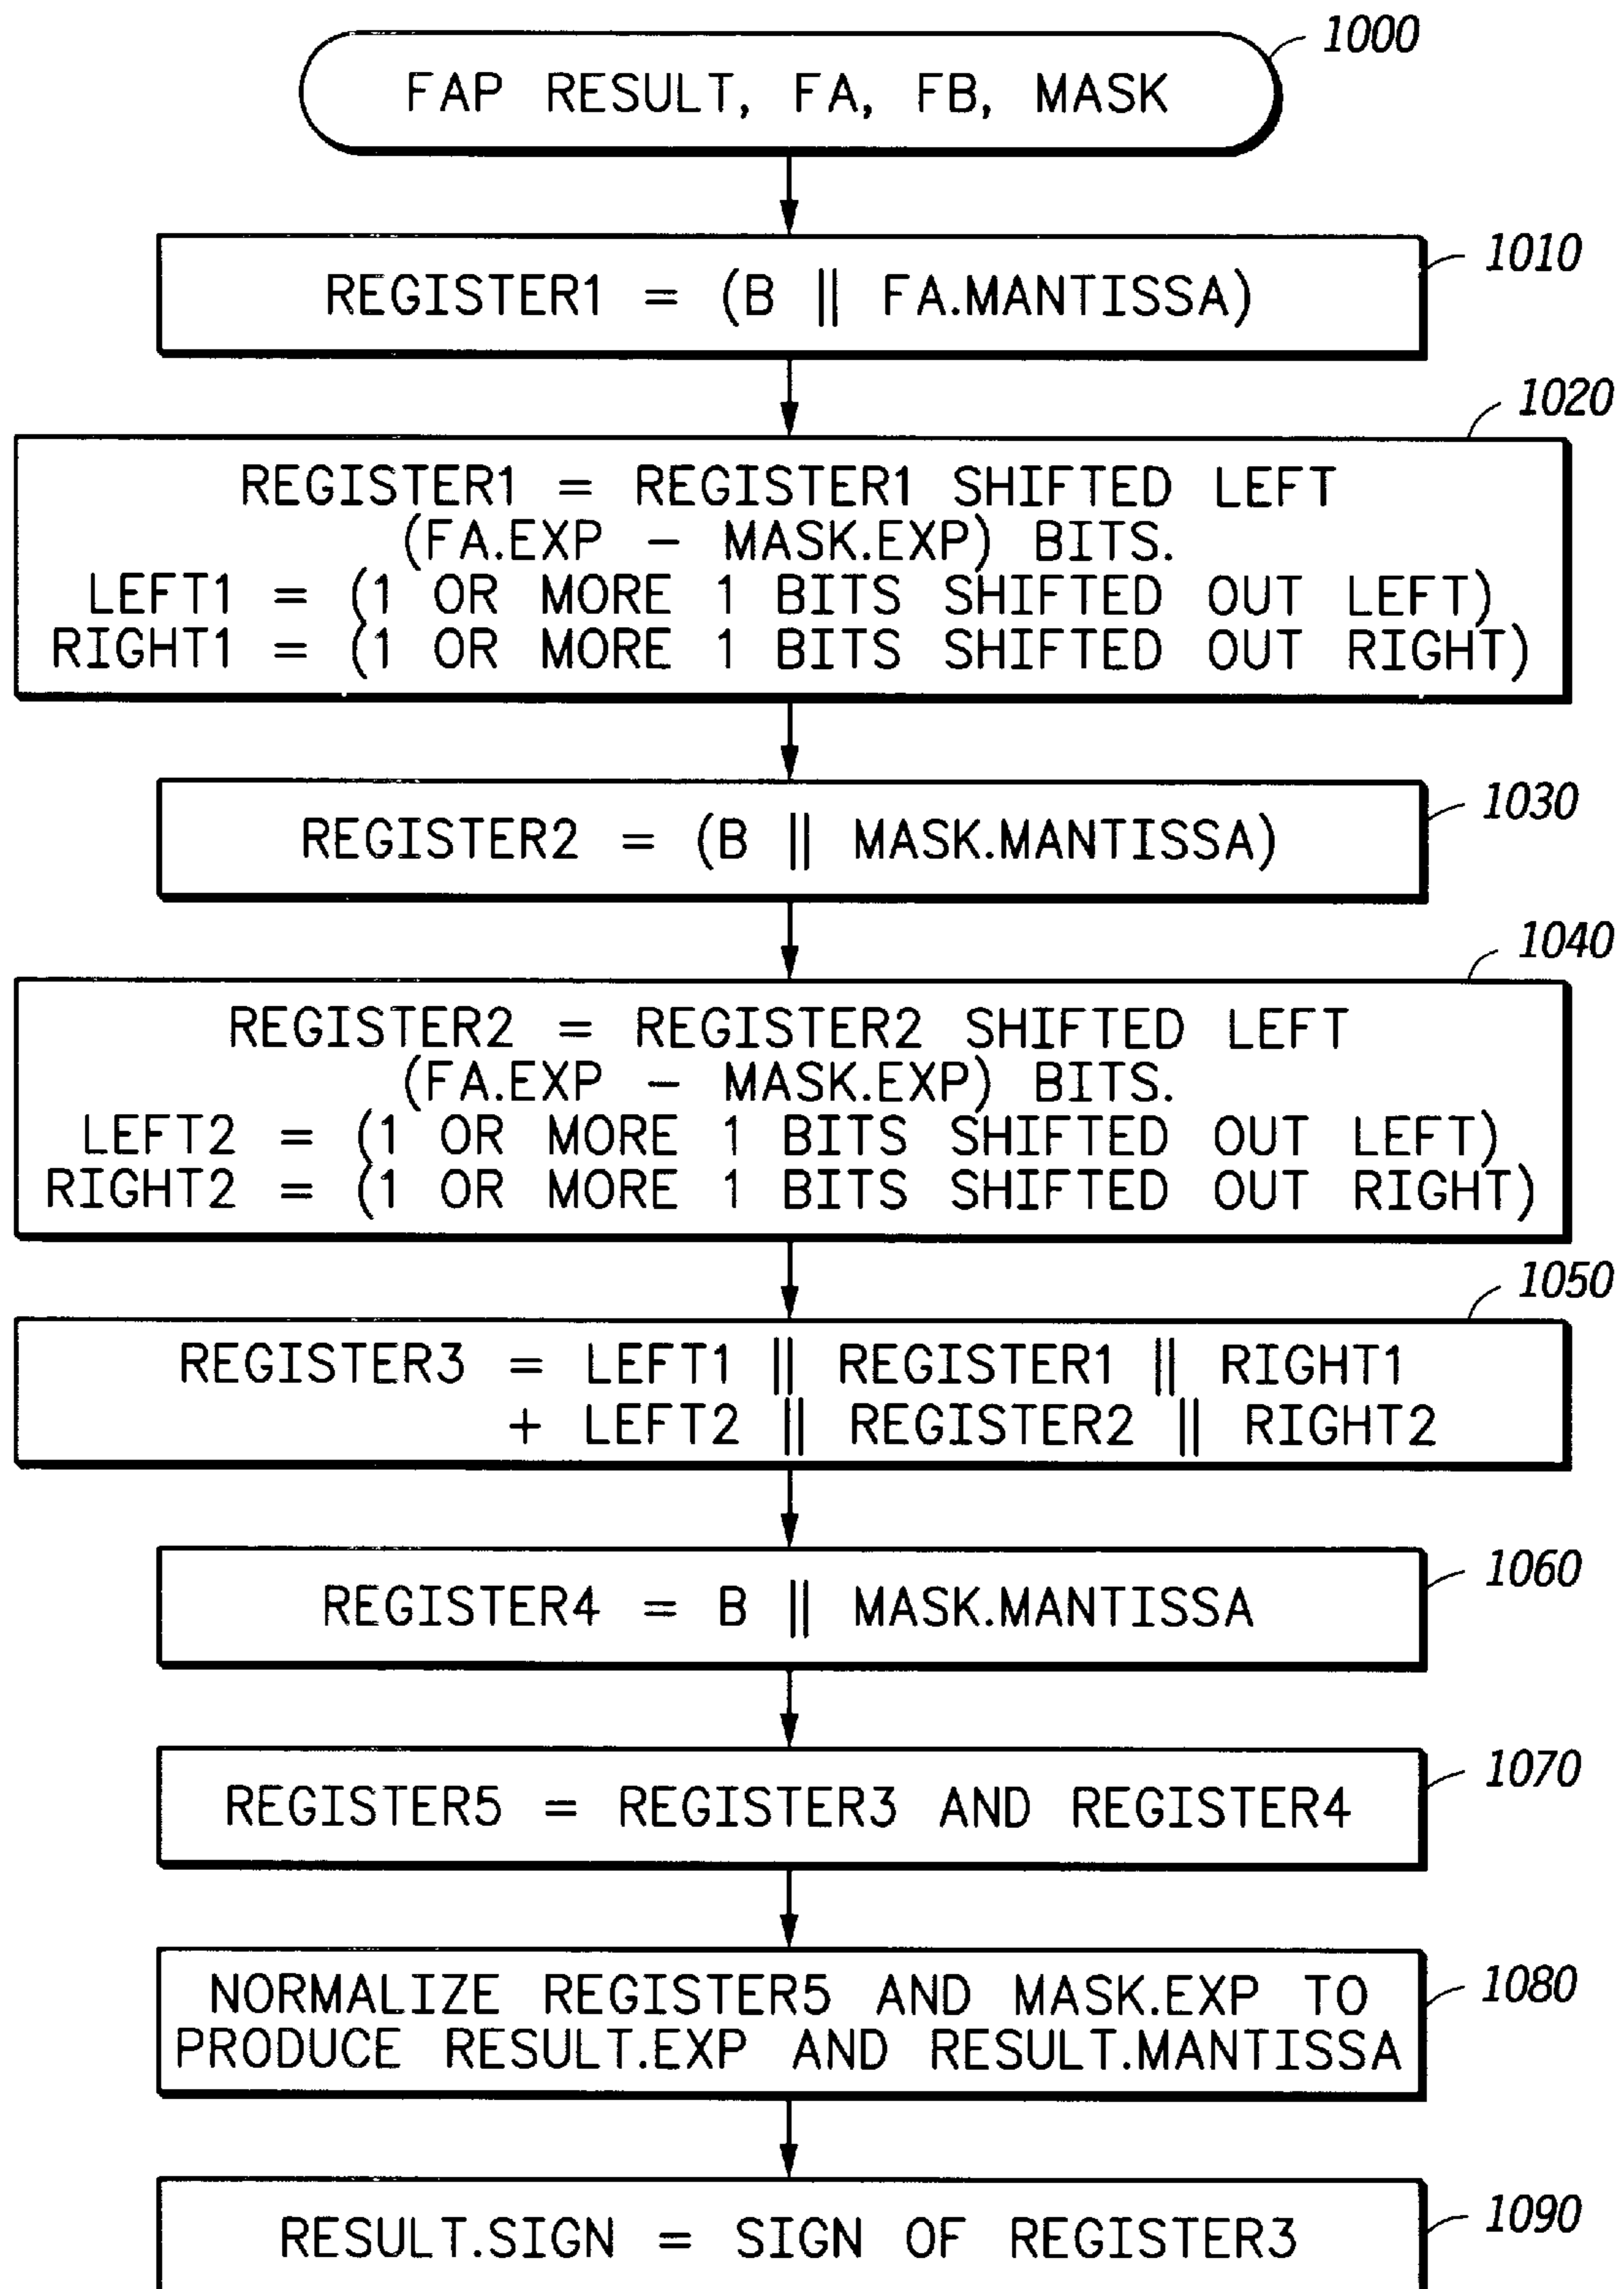 1000
FAP RESULT, FA, FB, MASK
1010
REGISTER1 = (B || FA.MANTISSA)
1020
REGISTER1 = REGISTER1 SHIFTED LEFT
(FA.EXP – MASK.EXP) BITS.
LEFT1 = (1 OR MORE 1 BITS SHIFTED OUT LEFT)
RIGHT1 = (1 OR MORE 1 BITS SHIFTED OUT RIGHT)
1030
REGISTER2 = (B || MASK.MANTISSA)
1040
REGISTER2 = REGISTER2 SHIFTED LEFT
(FA.EXP – MASK.EXP) BITS.
LEFT2 = (1 OR MORE 1 BITS SHIFTED OUT LEFT)
RIGHT2 = (1 OR MORE 1 BITS SHIFTED OUT RIGHT)
1050
REGISTER3 = LEFT1 || REGISTER1 || RIGHT1
+ LEFT2 || REGISTER2 || RIGHT2
1060
REGISTER4 = B || MASK.MANTISSA
1070
REGISTER5 = REGISTER3 AND REGISTER4
1080
NORMALIZE REGISTER5 AND MASK.EXP TO
PRODUCE RESULT.EXP AND RESULT.MANTISSA
1090
RESULT.SIGN = SIGN OF REGISTER3